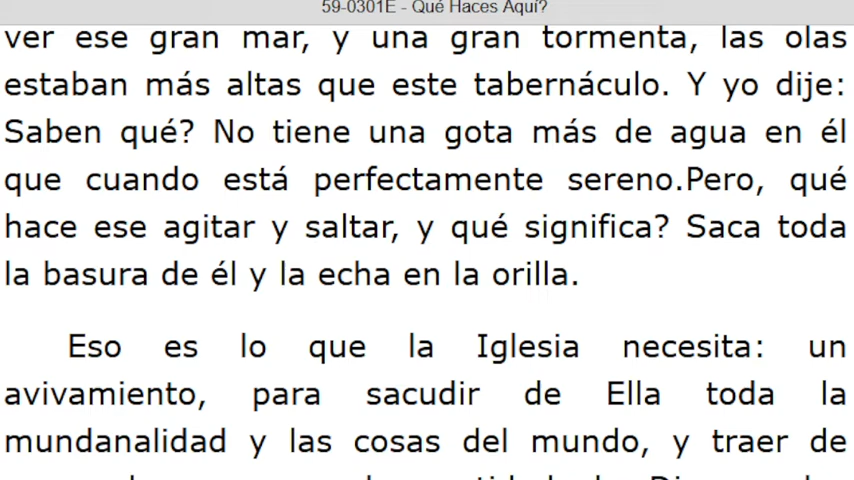 59-0301E - Qué Haces Aquí?
ver ese gran mar, y una gran tormenta, las olas
estaban más altas que este tabernáculo. Y yo dije:
Saben qué? No tiene una gota más de agua en él
que cuando está perfectamente sereno.Pero, qué
hace ese agitar y saltar, y qué significa? Saca toda
la basura de él y la echa en la orilla.
Eso es lo que la Iglesia necesita: un
avivamiento, para sacudir de Ella toda la
mundanalidad y las cosas del mundo, y traer de